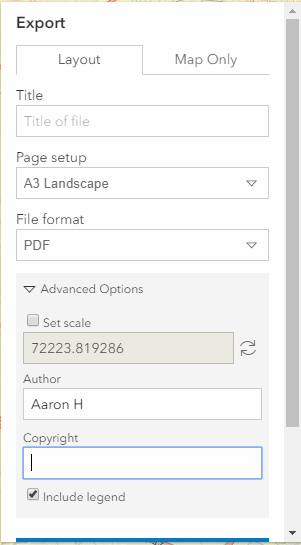 Export
Layout Map Only
Title
Title of file
Page setup
A3 Landscape
File format
PDF
Advanced Options
Set scale
72223.819286
Author
Aaron H
Copyright
Include legend